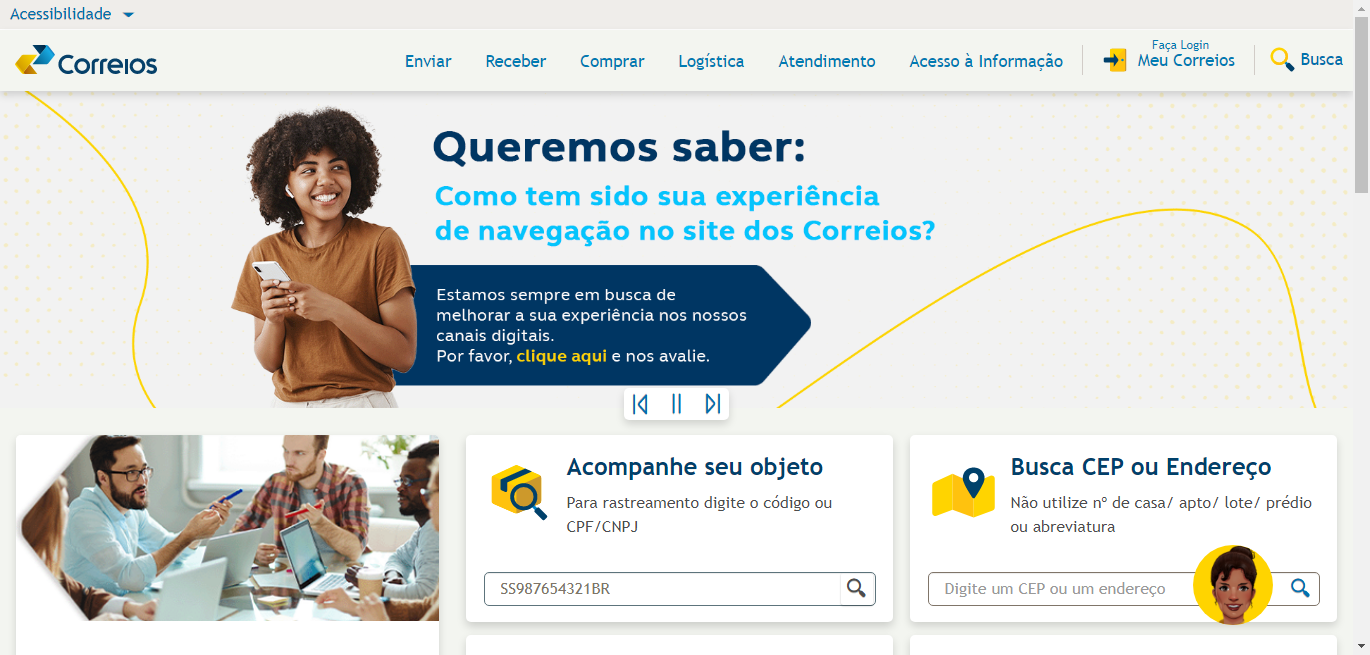 Acessibilidade
Correios
Enviar
Receber
Comprar
Logística
Atendimento
Acesso à Informação
Faça Login
Meu Correios
Busca
Queremos saber:
Como tem sido sua experiência
de navegação no site dos Correios?
Estamos sempre em busca de
melhorar a sua experiência nos nossos
canais digitais.
Por favor, clique aqui e nos avalie.
Acompanhe seu objeto
Para rastreamento digite o código ou
CPF/CNPJ
SS987654321BR
Busca CEP ou Endereço
Não utilize nº de casa/ apto/ lote/ prédio
ou abreviatura
Digite um CEP ou um endereço